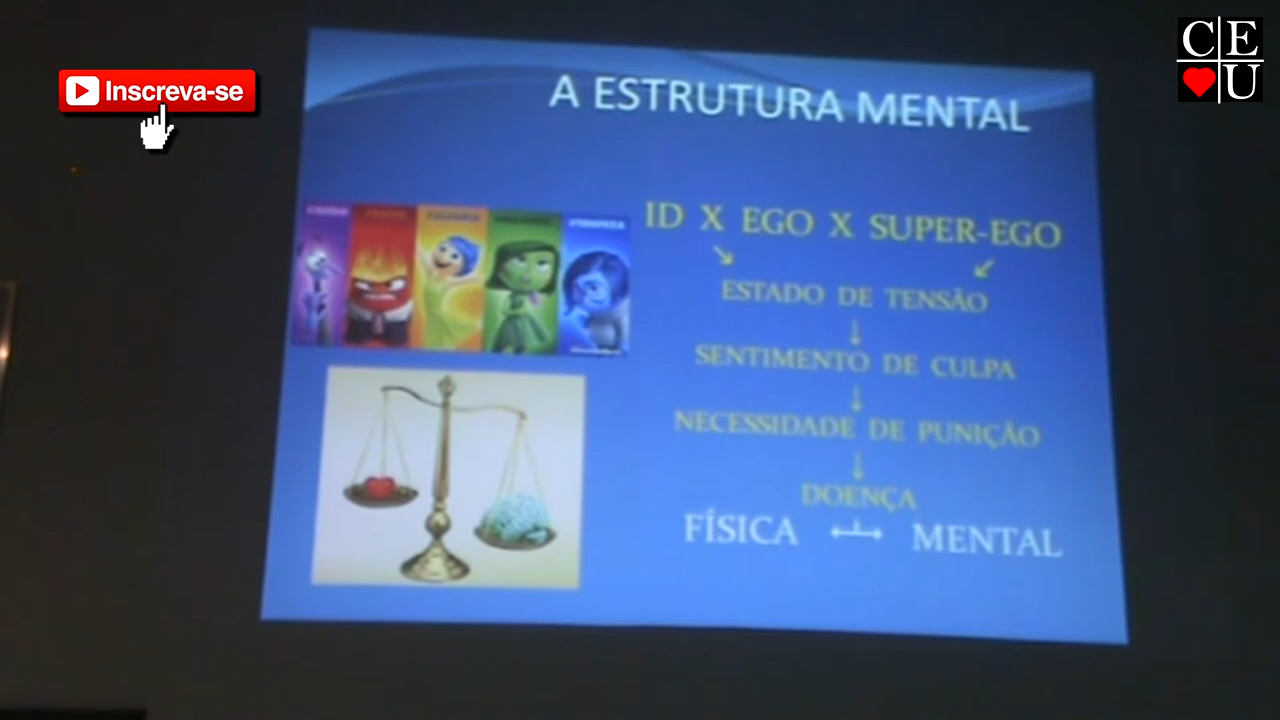 Inscreva-se
C E
U
A ESTRUTURA MENTAL
ID X EGO X SUPER-EGO
ESTADO DE TENSÃO
SENTIMENTO DE CULPA
NECESSIDADE DE PUNIÇÃO
DOENÇA
FÍSICA MENTAL